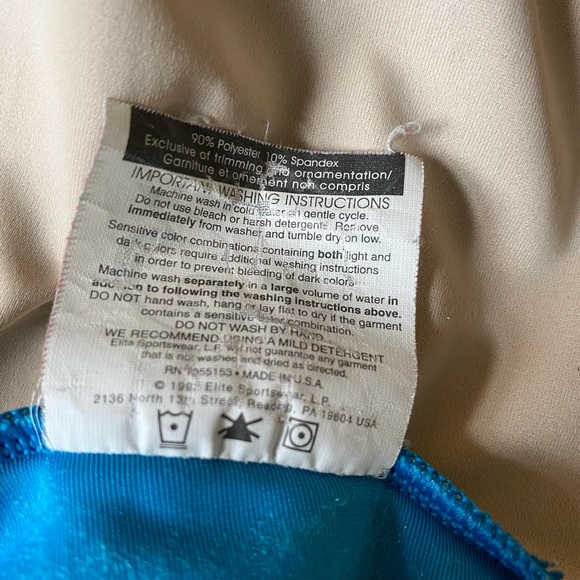 90% Polyester 10% Spandex
Exclusive of trimming and ornamentation/
Garniture et ornement non compris
IMPORTANT WASHING INSTRUCTIONS
Machine wash in cold water on gentle cycle.
Do not use bleach or harsh detergents. Remove
Immediately from washer and tumble dry on low.
Sensitive color combinations containing both light and
dark colors require additional washing instructions
in order to prevent bleeding of dark colors
Machine wash separately in a large volume of water in
addition to following the washing instructions above.
DO NOT hand wash, hang or lay flat to dry if the garment
contains a sensitive color combination.
DO NOT WASH BY HAND.
WE RECOMMEND USING A MILD DETERGENT
Elite Sportswear, L.P. will not guarantee any garment
that is not washed and dried as directed.
RN 55153 • MADE IN U.S.A.
© Elite Sportswear, L.P.
2136 North 13th Street, Reading, PA 19604 USA